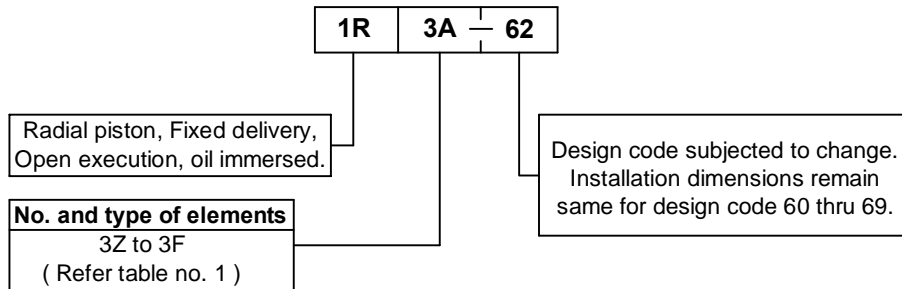 1R 3A - 62
Radial piston, Fixed delivery,
Open execution, oil immersed.
Design code subjected to change.
Installation dimensions remain
same for design code 60 thru 69.
No. and type of elements
3Z to 3F
( Refer table no. 1 )